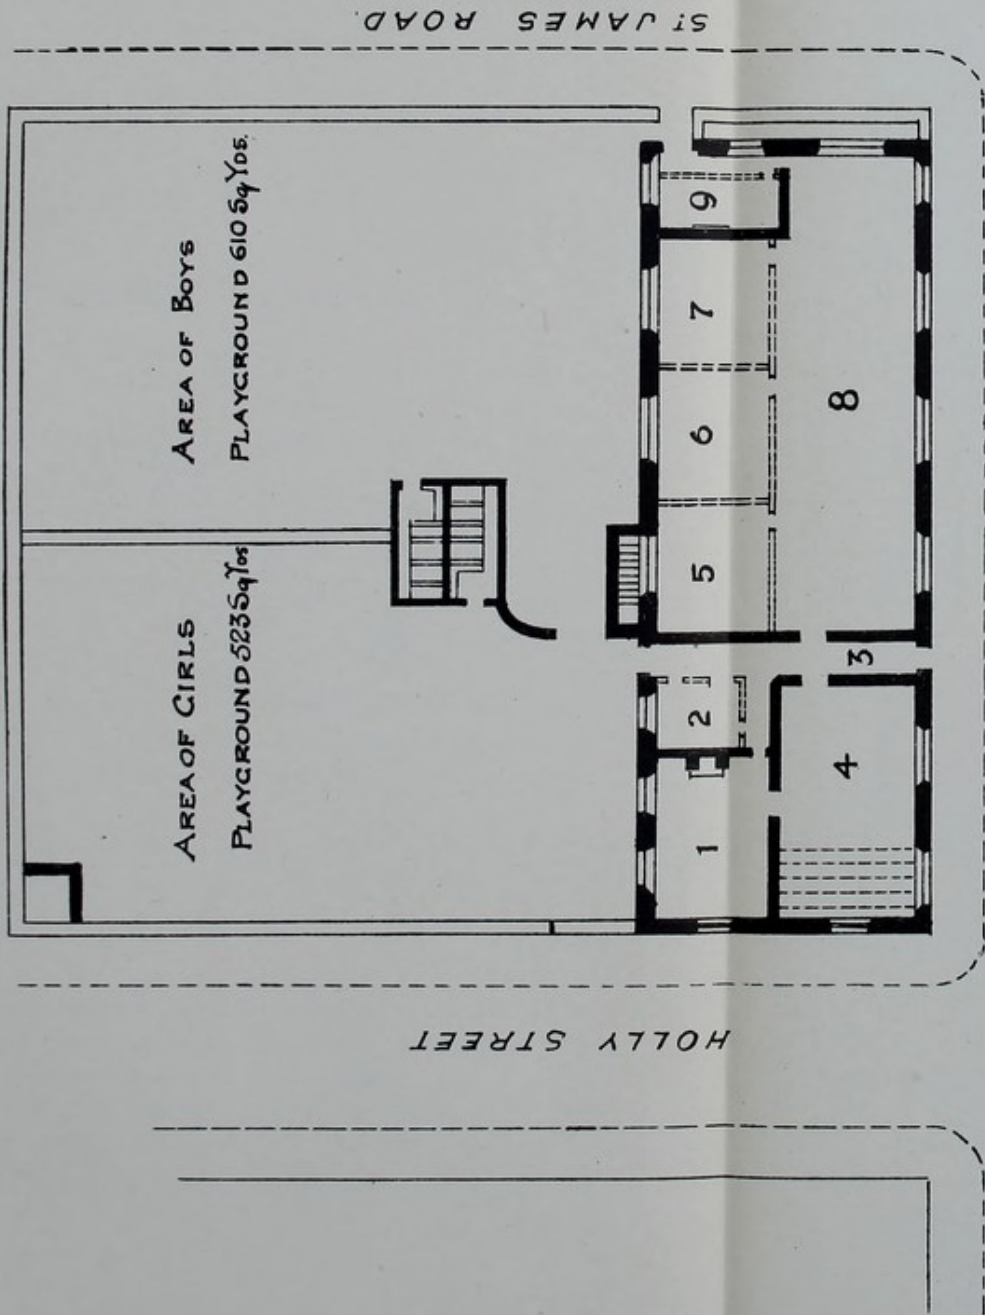 St. JAMES ROAD.
AREA OF BOYS
PLAYGROUND 610 Sq Yds.
AREA OF GIRLS
PLAYGROUND 523 Sq Yds
9
7
6
5
8
3
2
4
1
HOLLY STREET